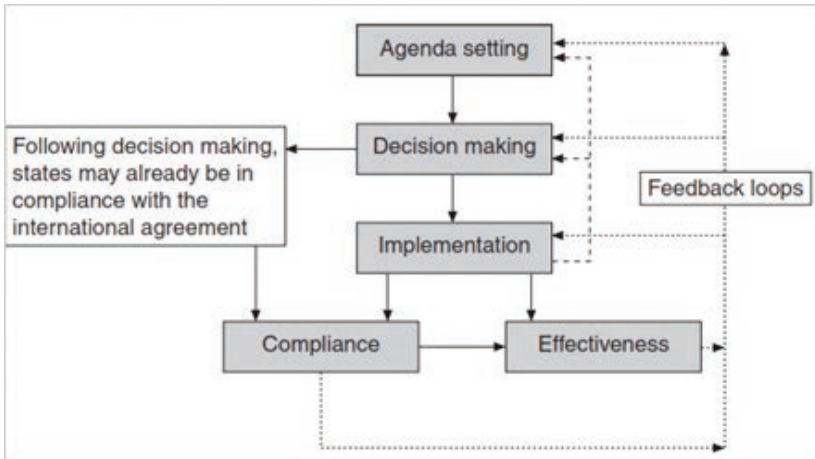 Agenda setting
Decision making
Following decision making,
states may already be in
compliance with the
international agreement
Feedback loops
Implementation
Compliance
Effectiveness